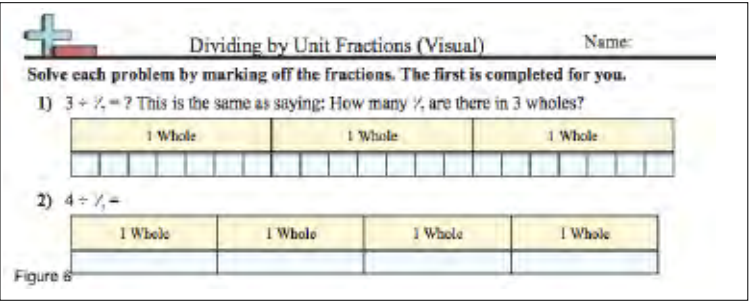 Dividing by Unit Fractions (Visual) Name:
Solve each problem by marking off the fractions. The first is completed for you.
1) 3 ÷ = ? This is the same as saying: How many are there in 3 wholes?
1 Whole 1 Whole 1 Whole
2) 4 ÷ =
1 Whole 1 Whole 1 Whole 1 Whole
Figure 6